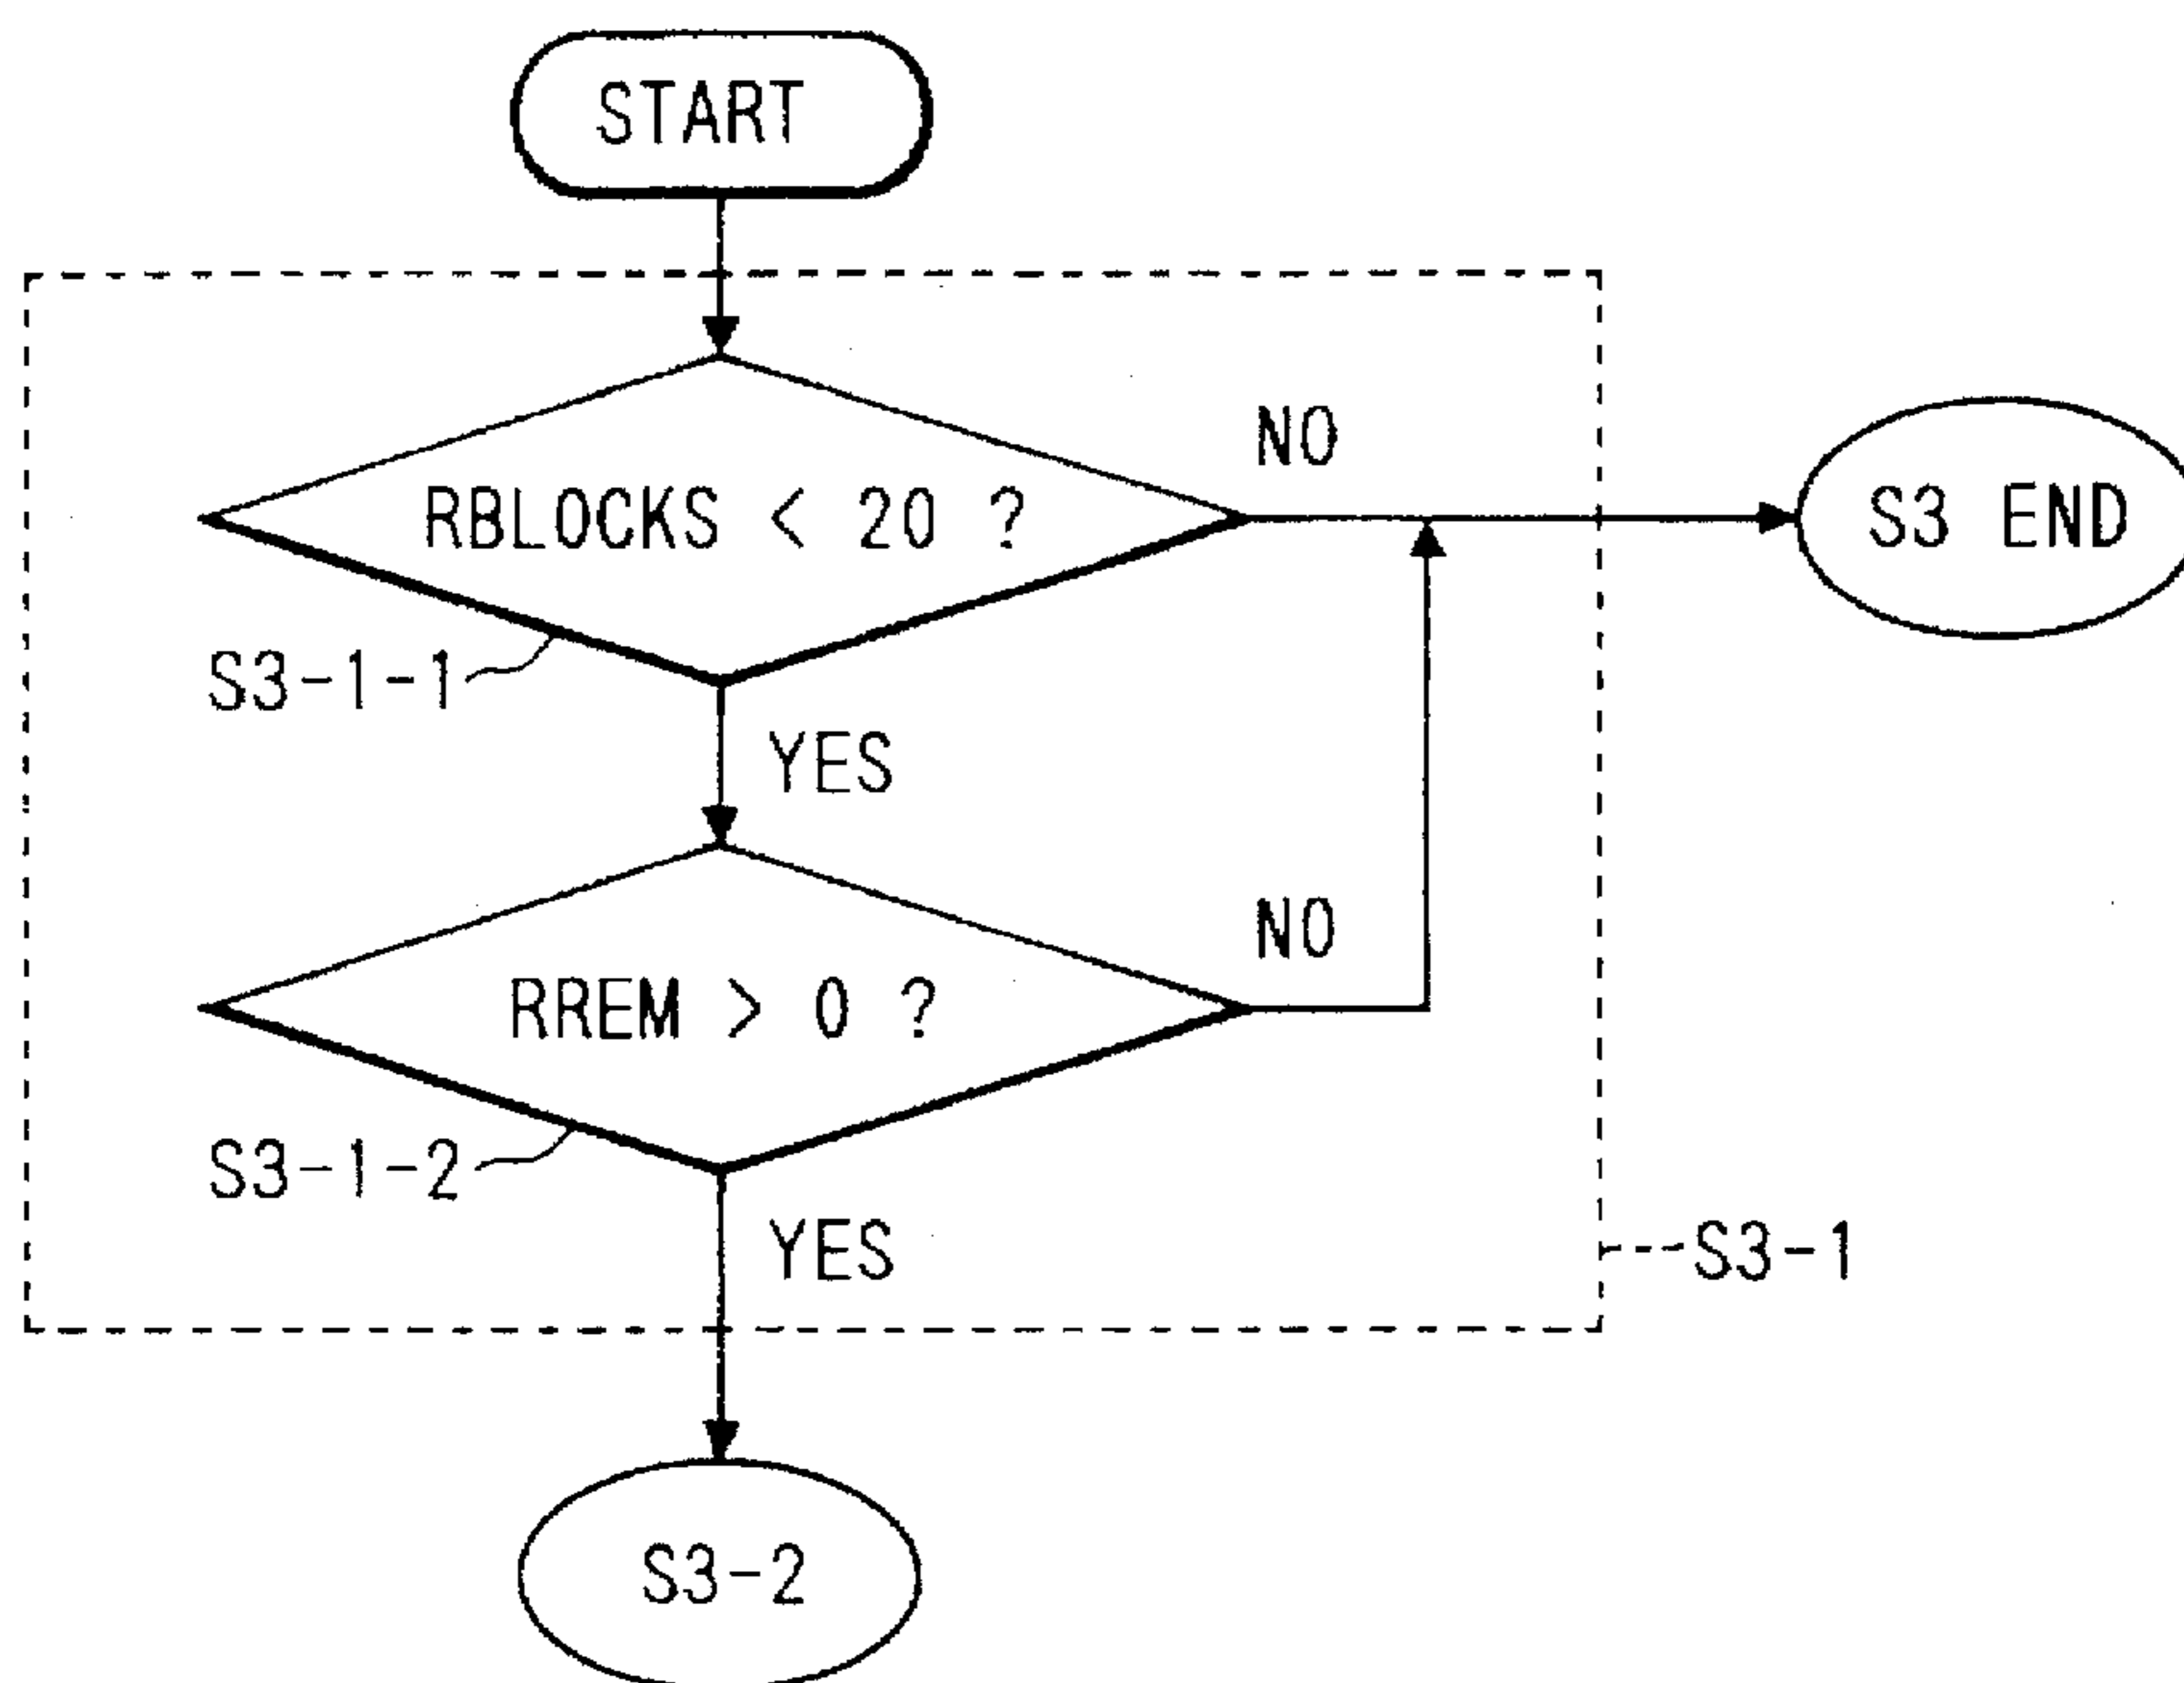 START
NO
RBLOCKS < 20 ?
S3 END
S3-1-1
YES
NO
RREM > 0 ?
S3-1-2
YES
S3-1
S3-2